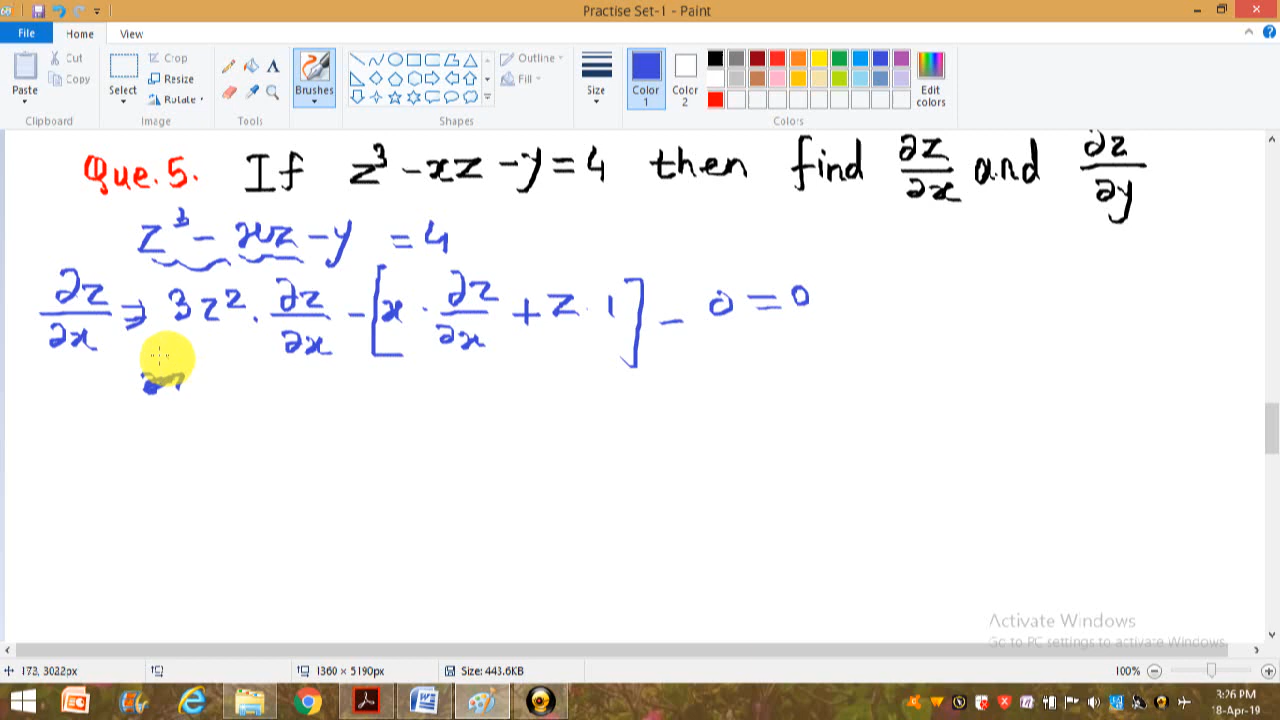 Practise Set-1 - Paint
File Home View
Paste Cut Copy Select Crop Resize Rotate Brushes Outline Fill Size Color 1 Color 2 Edit colors
Clipboard Image Tools Shapes Colors
Que.5. If z³ - xz - y = 4 then find ∂z/∂x and ∂z/∂y
z³ - xz - y = 4
∂z/∂x ⇒ 3z² · ∂z/∂x - [x · ∂z/∂x + z · 1] - 0 = 0
Activate Windows
Go to PC settings to activate Windows.
173, 3022px 1360 × 5190px Size: 443.6KB 100%
3:26 PM
18-Apr-19